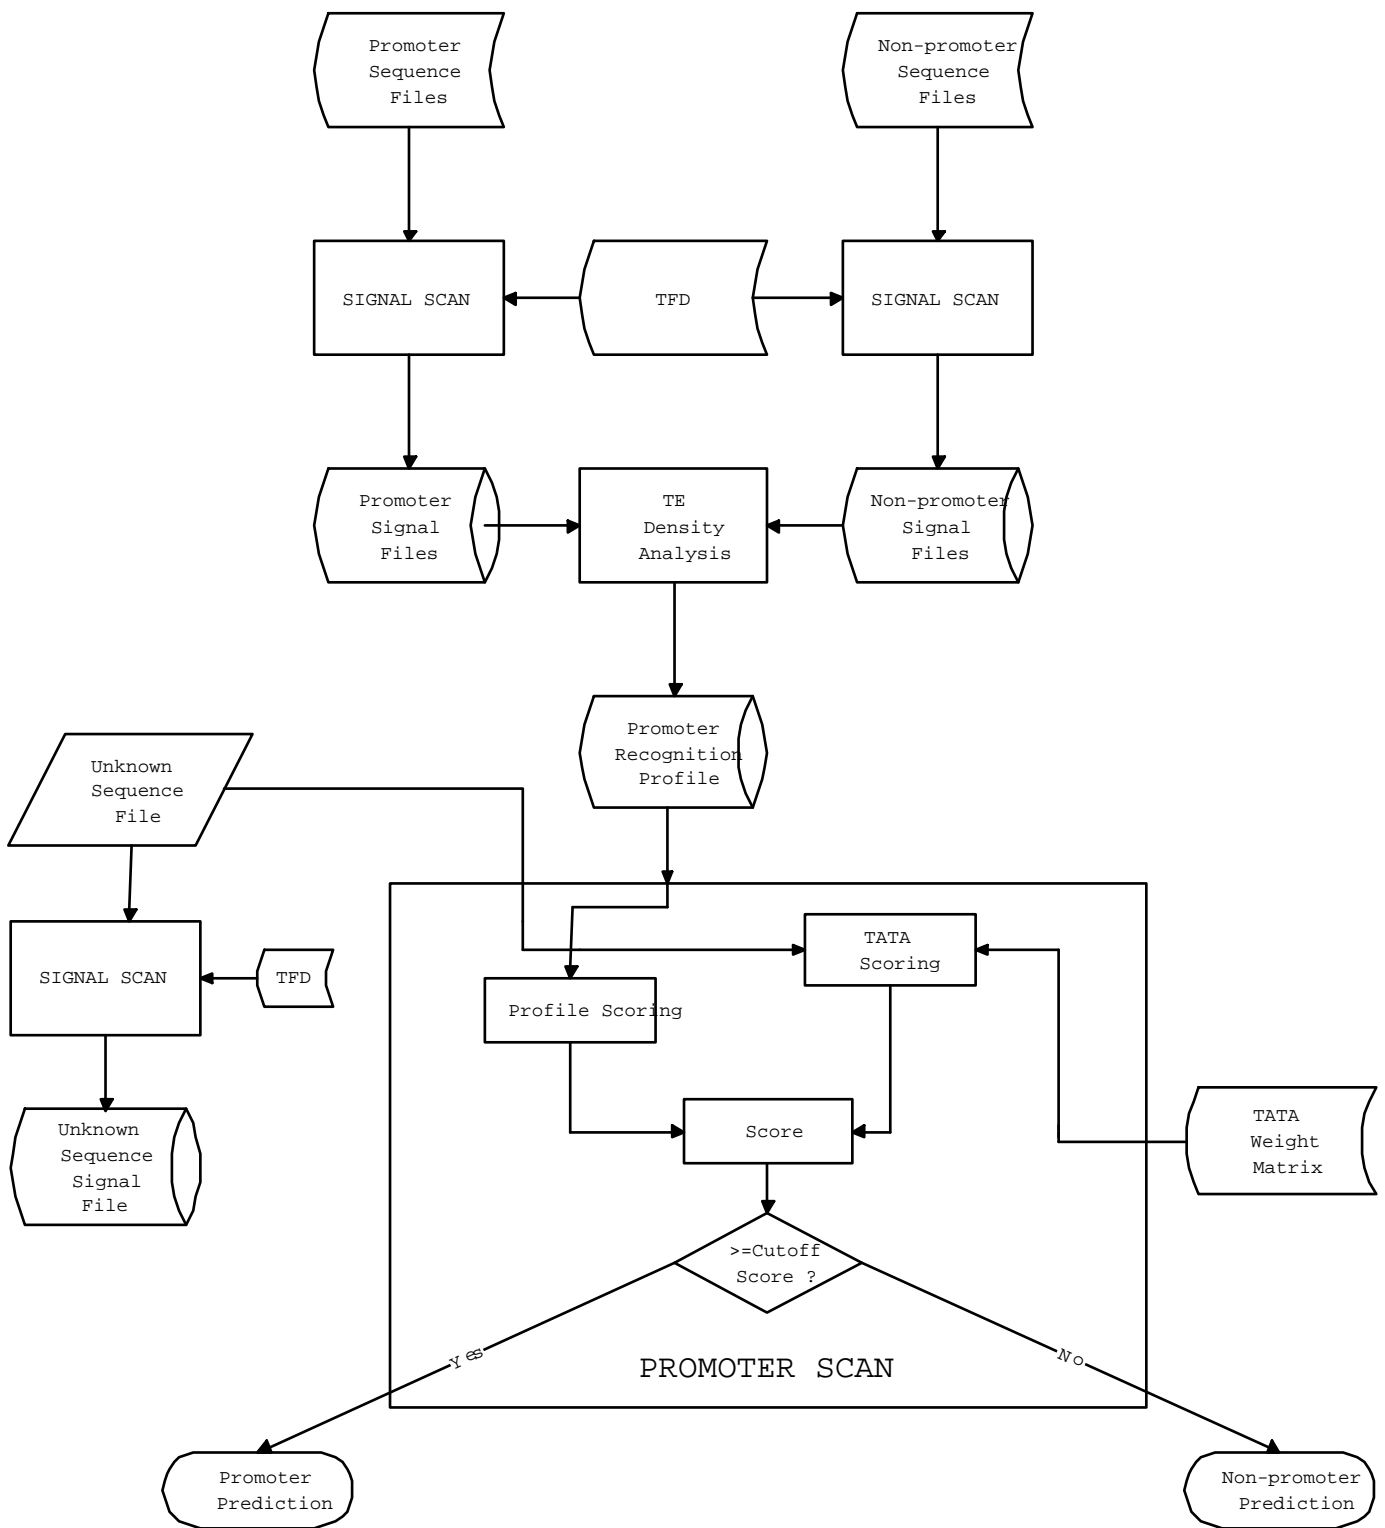 Promoter
Sequence
Files
Non-promoter
Sequence
Files
SIGNAL SCAN
TFD
SIGNAL SCAN
Promoter
Signal
Files
TE
Density
Analysis
Non-promoter
Signal
Files
Promoter
Recognition
Profile
Unknown
Sequence
File
SIGNAL SCAN
TFD
TATA
Scoring
Profile Scoring
Unknown
Sequence
Signal
File
Score
TATA
Weight
Matrix
>=Cutoff
Score ?
Yes
No
PROMOTER SCAN
Promoter
Prediction
Non-promoter
Prediction